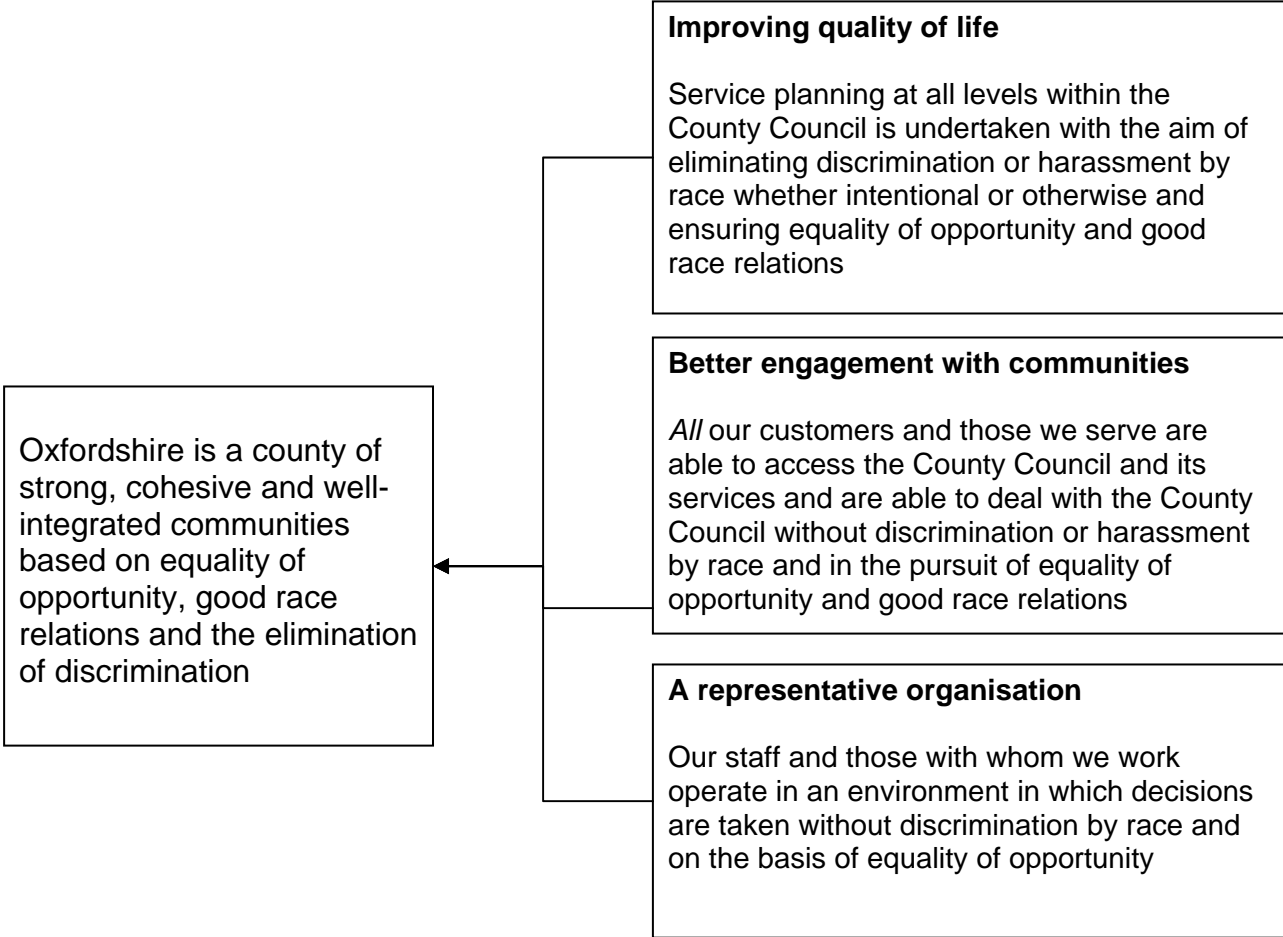 Improving quality of life
Service planning at all levels within the
County Council is undertaken with the aim of
eliminating discrimination or harassment by
race whether intentional or otherwise and
ensuring equality of opportunity and good
race relations
Better engagement with communities
All our customers and those we serve are
able to access the County Council and its
services and are able to deal with the County
Council without discrimination or harassment
by race and in the pursuit of equality of
opportunity and good race relations
Oxfordshire is a county of
strong, cohesive and well-
integrated communities
based on equality of
opportunity, good race
relations and the elimination
of discrimination
A representative organisation
Our staff and those with whom we work
operate in an environment in which decisions
are taken without discrimination by race and
on the basis of equality of opportunity